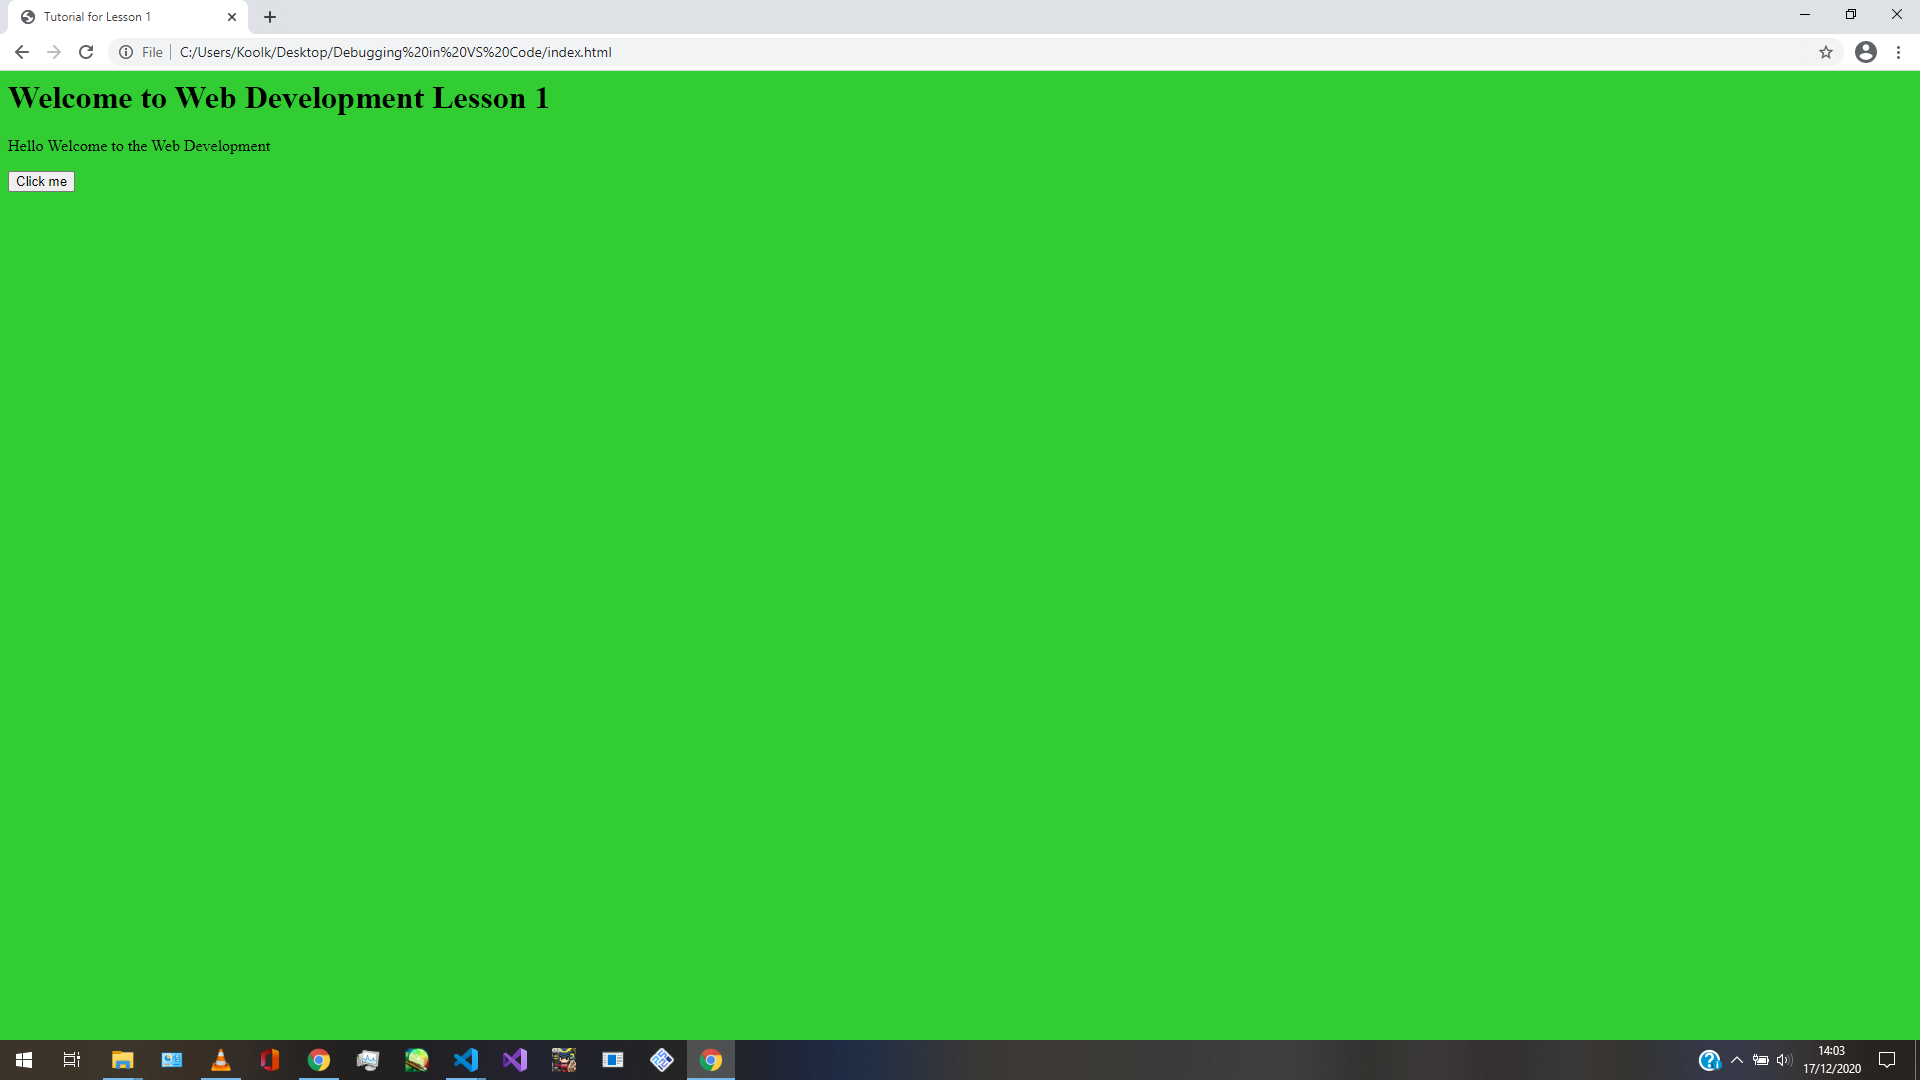 Tutorial for Lesson 1
File
C:/Users/Koolk/Desktop/Debugging%20in%20VS%20Code/index.html
Welcome to Web Development Lesson 1
Hello Welcome to the Web Development
Click me
14:03
17/12/2020